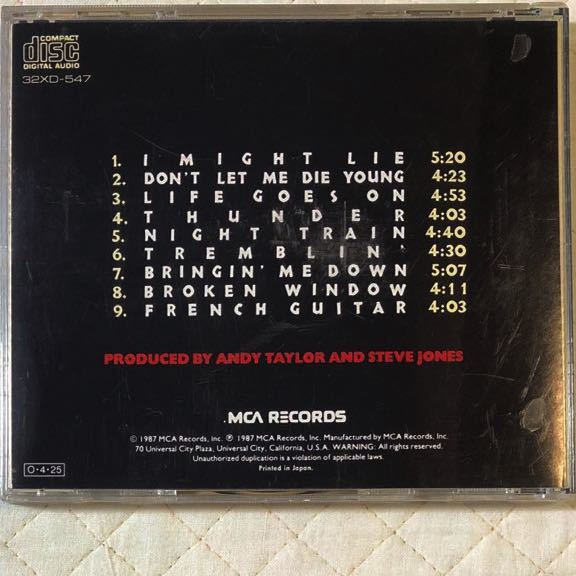 COMPACT
disc
DIGITAL AUDIO
32XD-547
1. I MIGHT LIE 5:20
2. DON'T LET ME DIE YOUNG 4:23
3. LIFE GOES ON 4:53
4. THUNDER 4:03
5. NIGHT TRAIN 4:40
6. TREMBLIN' 4:30
7. BRINGIN' ME DOWN 5:07
8. BROKEN WINDOW 4:11
9. FRENCH GUITAR 4:03
PRODUCED BY ANDY TAYLOR AND STEVE JONES
.MCA RECORDS
© 1987 MCA Records, Inc. ℗ 1987 MCA Records, Inc. Manufactured by MCA Records, Inc.
70 Universal City Plaza, Universal City, California, U.S.A. WARNING: All rights reserved.
Unauthorized duplication is a violation of applicable laws.
Printed in Japan.
O・4・25